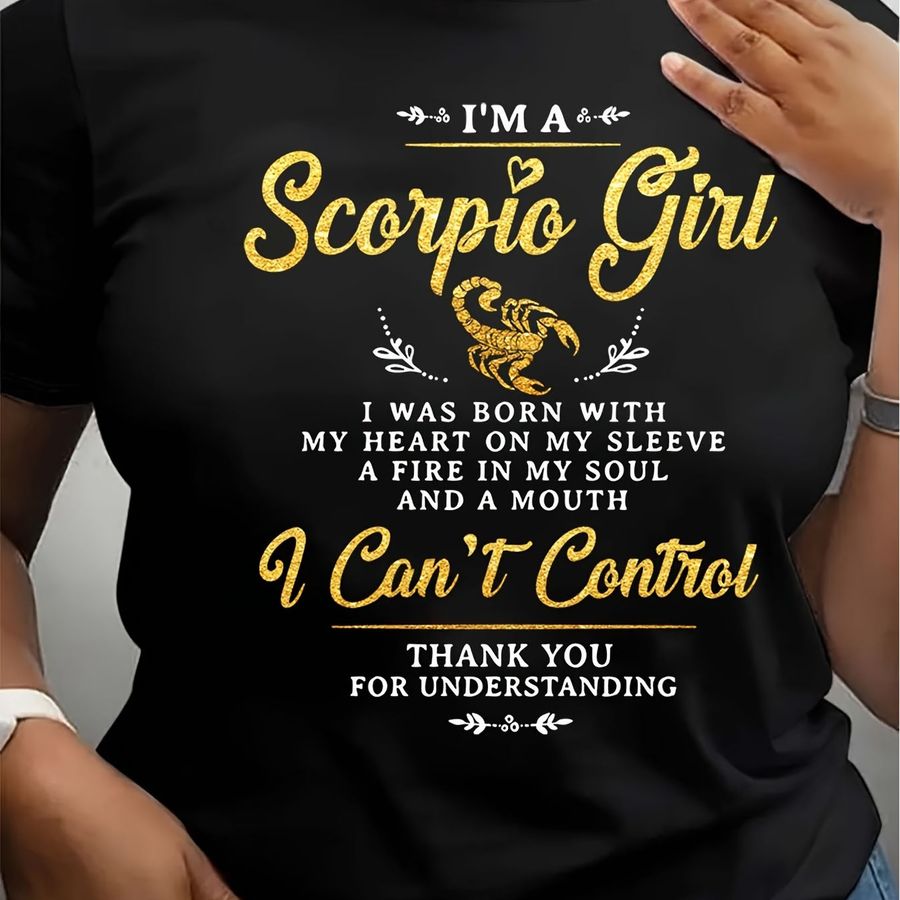 I'M A
Scorpio Girl
I WAS BORN WITH
MY HEART ON MY SLEEVE
A FIRE IN MY SOUL
AND A MOUTH
I Can't Control
THANK YOU
FOR UNDERSTANDING